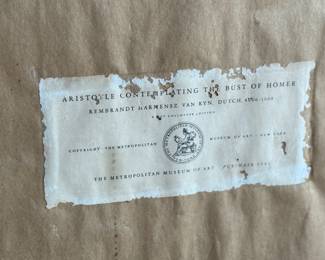 ARISTOTLE CONTEMPLATING THE BUST OF HOMER
REMBRANDT HARMENSZ. VAN RYN, DUTCH,
COPYRIGHT THE METROPOLITAN MUSEUM OF ART · NEW YORK
THE METROPOLITAN MUSEUM OF ART